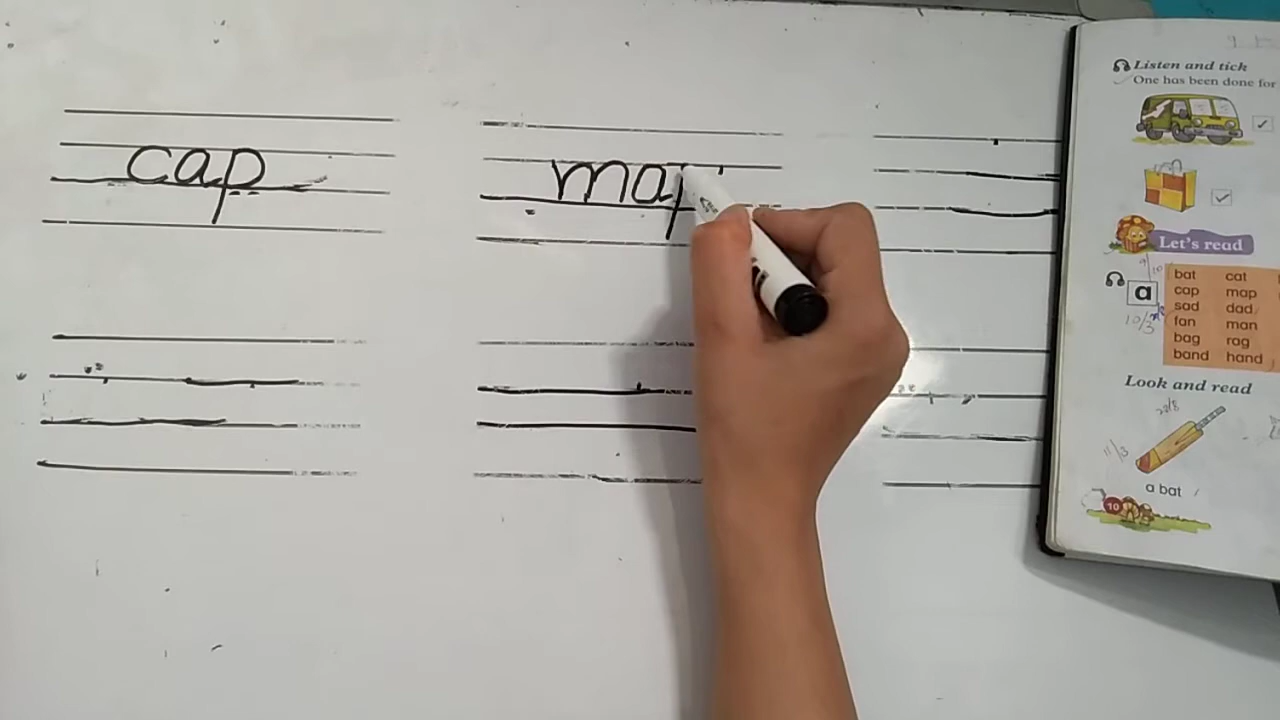 cap
map
Listen and tick
One has been done for
Let's read
a
bat cat
cap map
sad dad
fan man
bag rag
band hand
Look and read
a bat
10